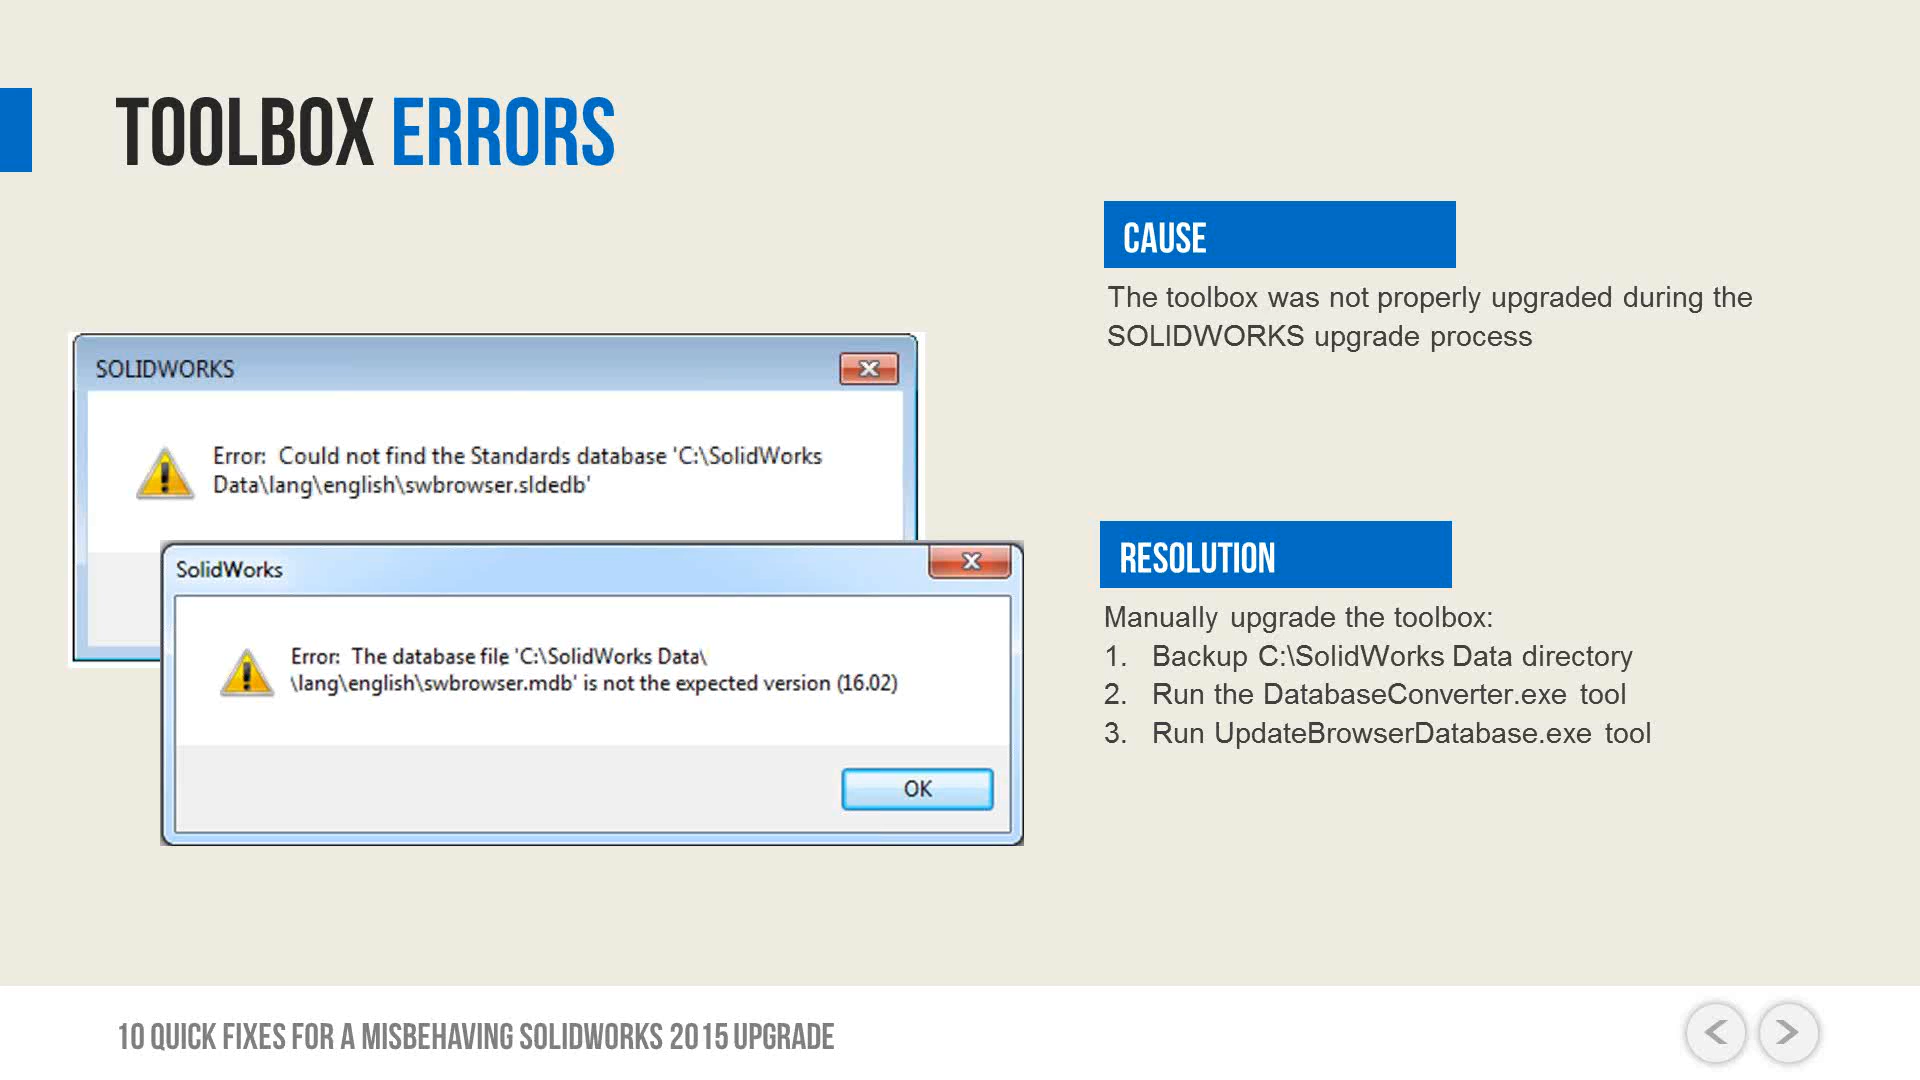 TOOLBOX ERRORS
SOLIDWORKS
Error:  Could not find the Standards database 'C:\SolidWorks
Data\lang\english\swbrowser.sldedb'
SolidWorks
Error:  The database file 'C:\SolidWorks Data\
\lang\english\swbrowser.mdb' is not the expected version (16.02)
OK
CAUSE
The toolbox was not properly upgraded during the
SOLIDWORKS upgrade process
RESOLUTION
Manually upgrade the toolbox:
1. Backup C:\SolidWorks Data directory
2. Run the DatabaseConverter.exe tool
3. Run UpdateBrowserDatabase.exe tool
10 QUICK FIXES FOR A MISBEHAVING SOLIDWORKS 2015 UPGRADE